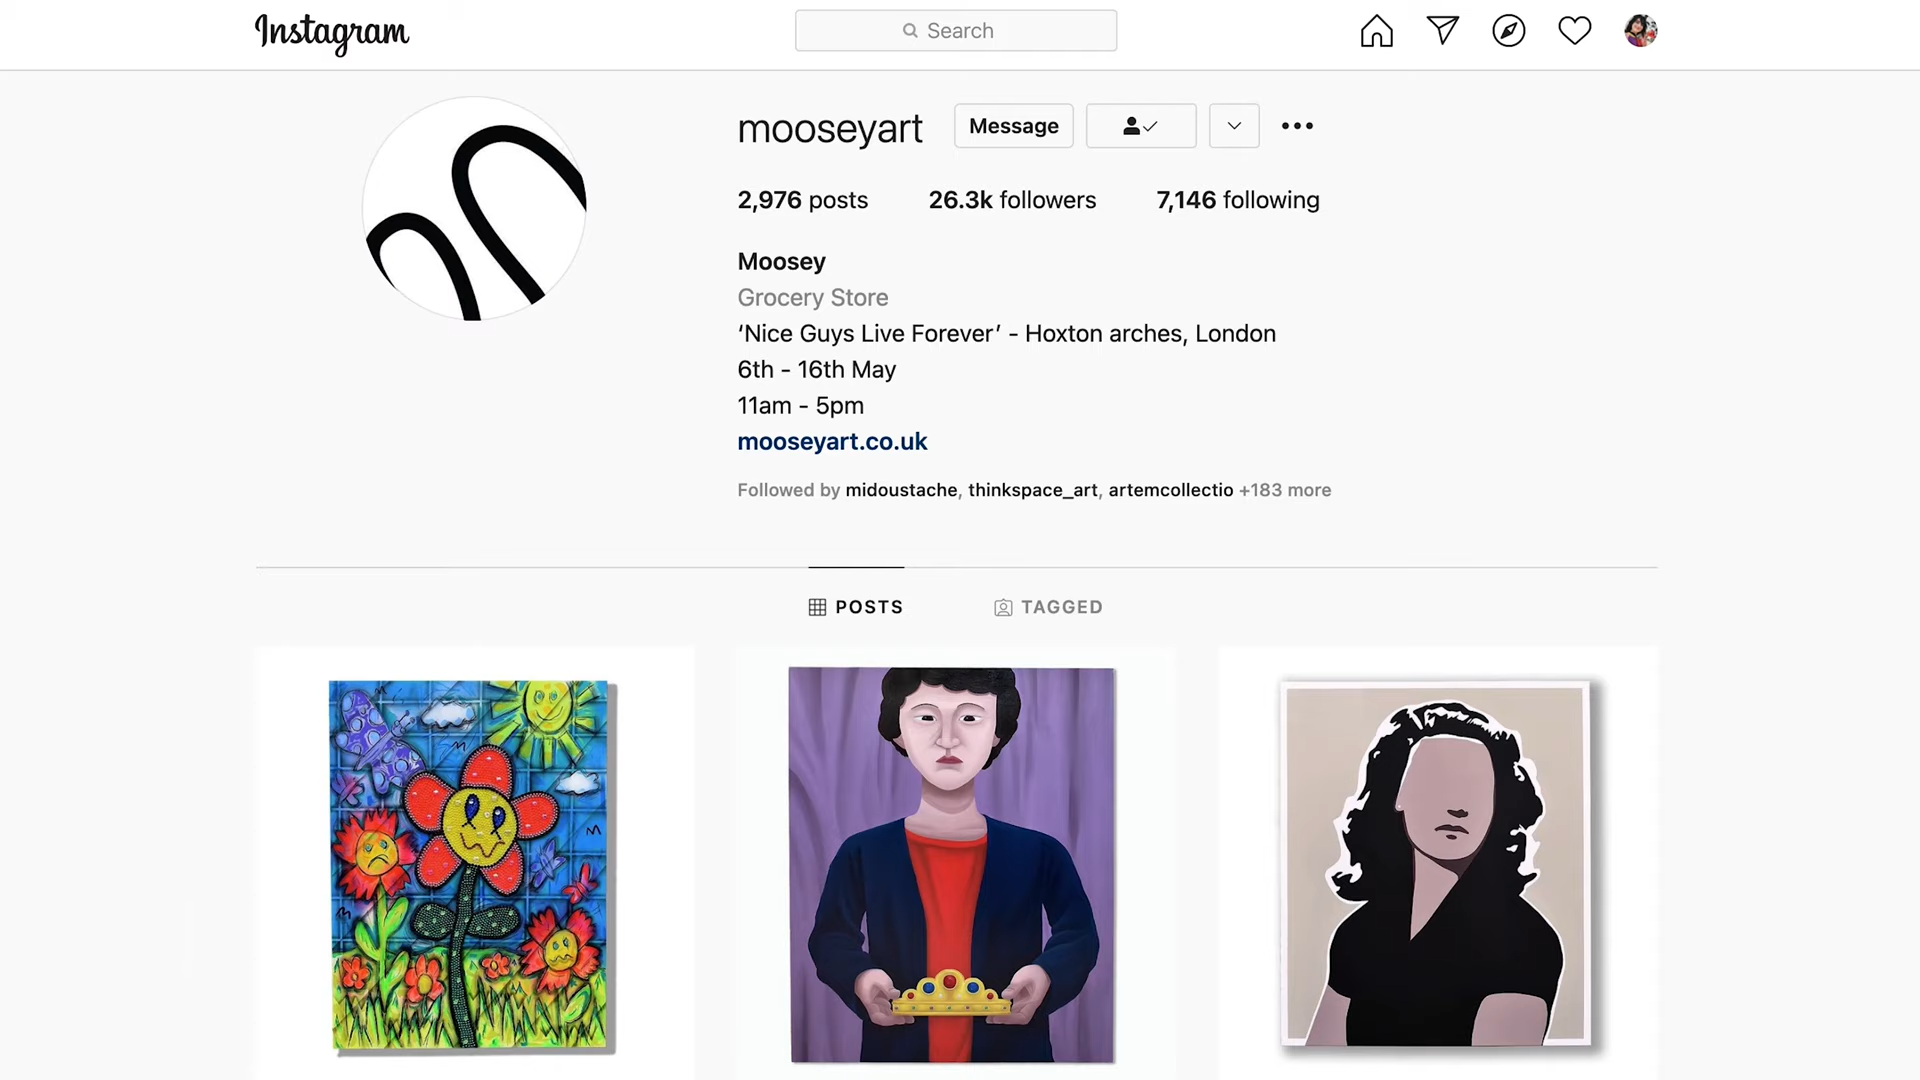 Instagram
Search
mooseyart
Message
2,976 posts 26.3k followers 7,146 following
Moosey
Grocery Store
‘Nice Guys Live Forever’ - Hoxton arches, London
6th - 16th May
11am - 5pm
mooseyart.co.uk
Followed by midoustache, thinkspace_art, artemcollectio +183 more
POSTS TAGGED